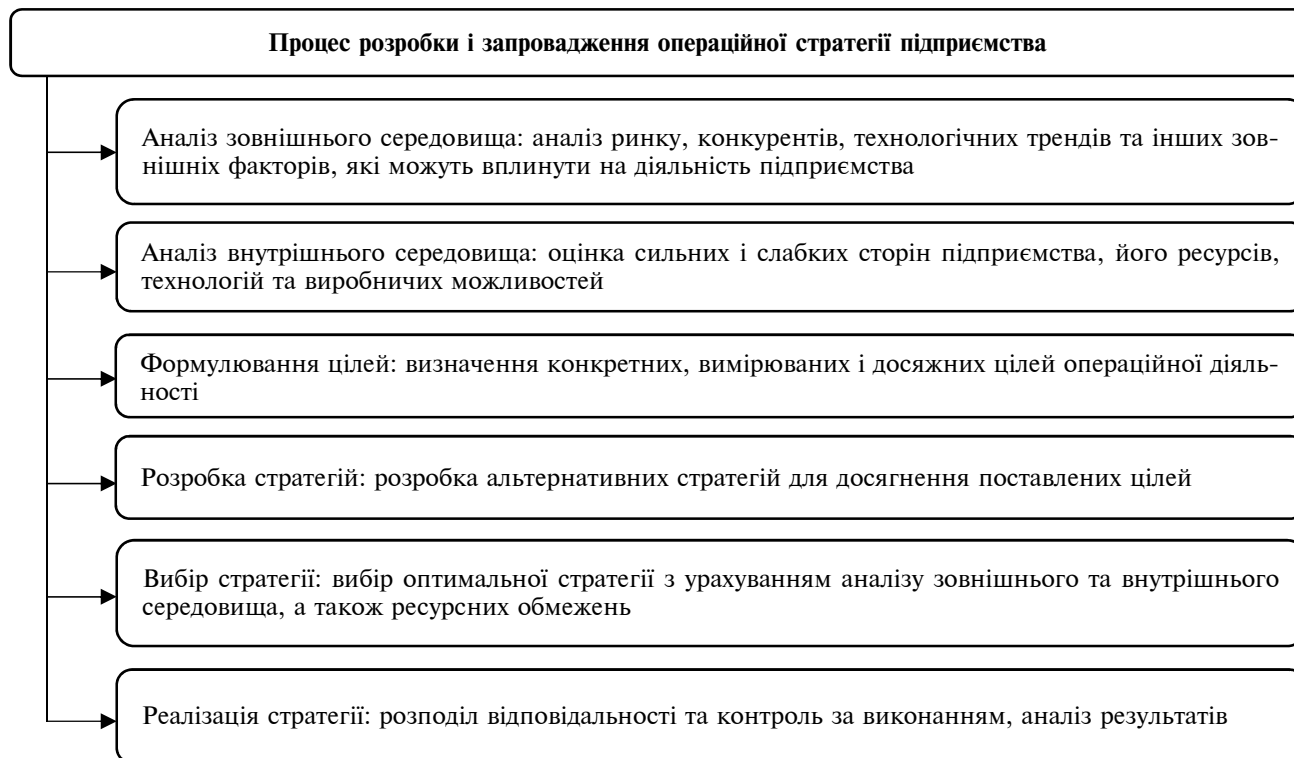 Процес розробки і запровадження операційної стратегії підприємства
Аналіз зовнішнього середовища: аналіз ринку, конкурентів, технологічних трендів та інших зов-
нішніх факторів, які можуть вплинути на діяльність підприємства
Аналіз внутрішнього середовища: оцінка сильних і слабких сторін підприємства, його ресурсів,
технологій та виробничих можливостей
Формулювання цілей: визначення конкретних, вимірюваних і досяжних цілей операційної діяль-
ності
Розробка стратегій: розробка альтернативних стратегій для досягнення поставлених цілей
Вибір стратегії: вибір оптимальної стратегії з урахуванням аналізу зовнішнього та внутрішнього
середовища, а також ресурсних обмежень
Реалізація стратегії: розподіл відповідальності та контроль за виконанням, аналіз результатів